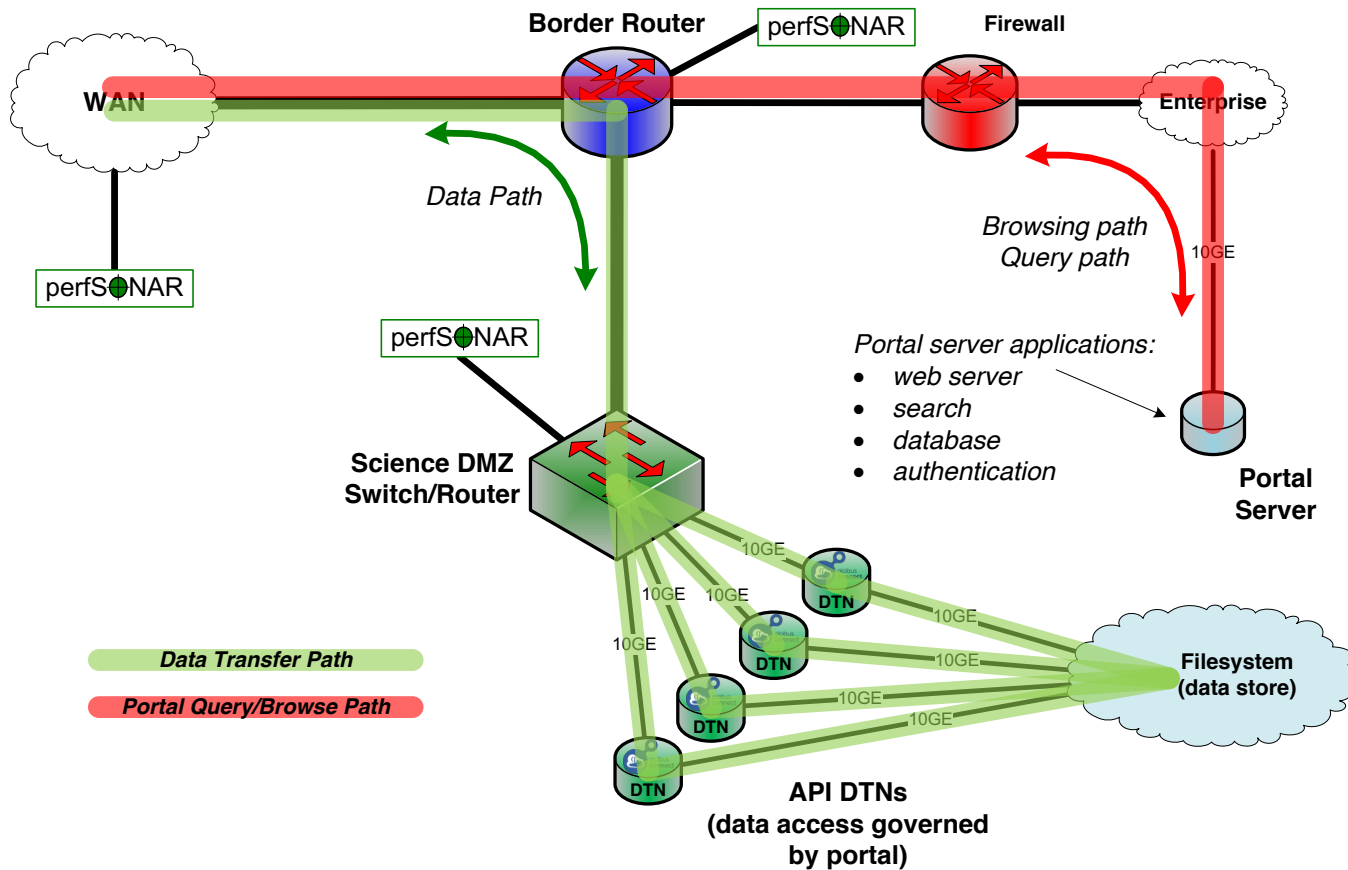 Border Router
perfSONAR
Firewall
WAN
Enterprise
Data Path
Browsing path
Query path
10GE
perfSONAR
perfSONAR
Portal server applications:
• web server
• search
• database
• authentication
Portal
Server
Science DMZ
Switch/Router
10GE
10GE
10GE
10GE
DTN
10GE
DTN
10GE
DTN
10GE
DTN
10GE
Filesystem
(data store)
Data Transfer Path
Portal Query/Browse Path
API DTNs
(data access governed
by portal)